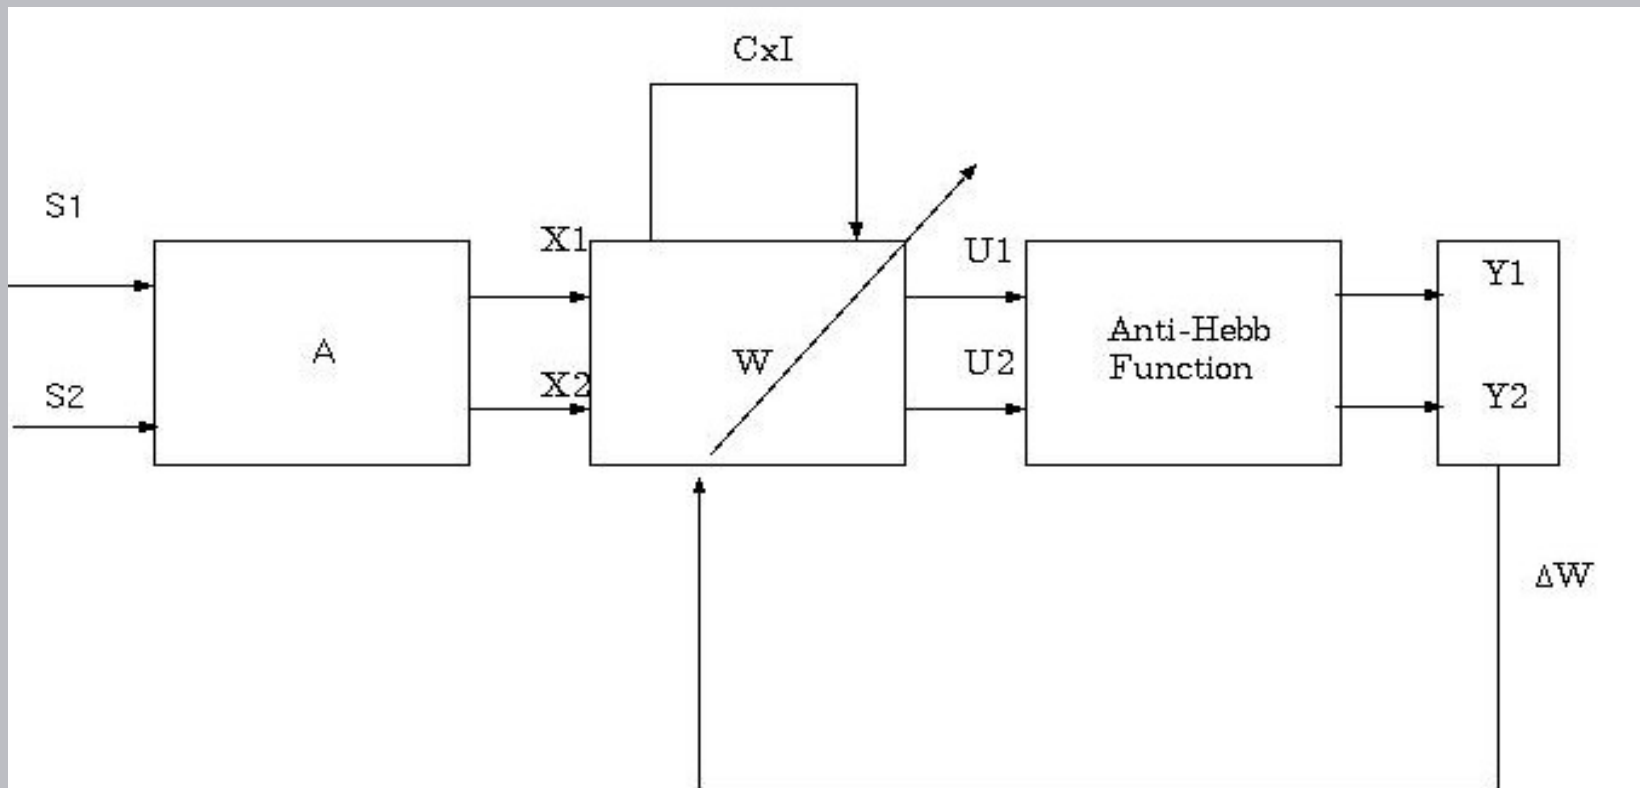 CxI
S1
S2
A
X1
X2
W
U1
U2
Anti-Hebb
Function
Y1
Y2
ΔW